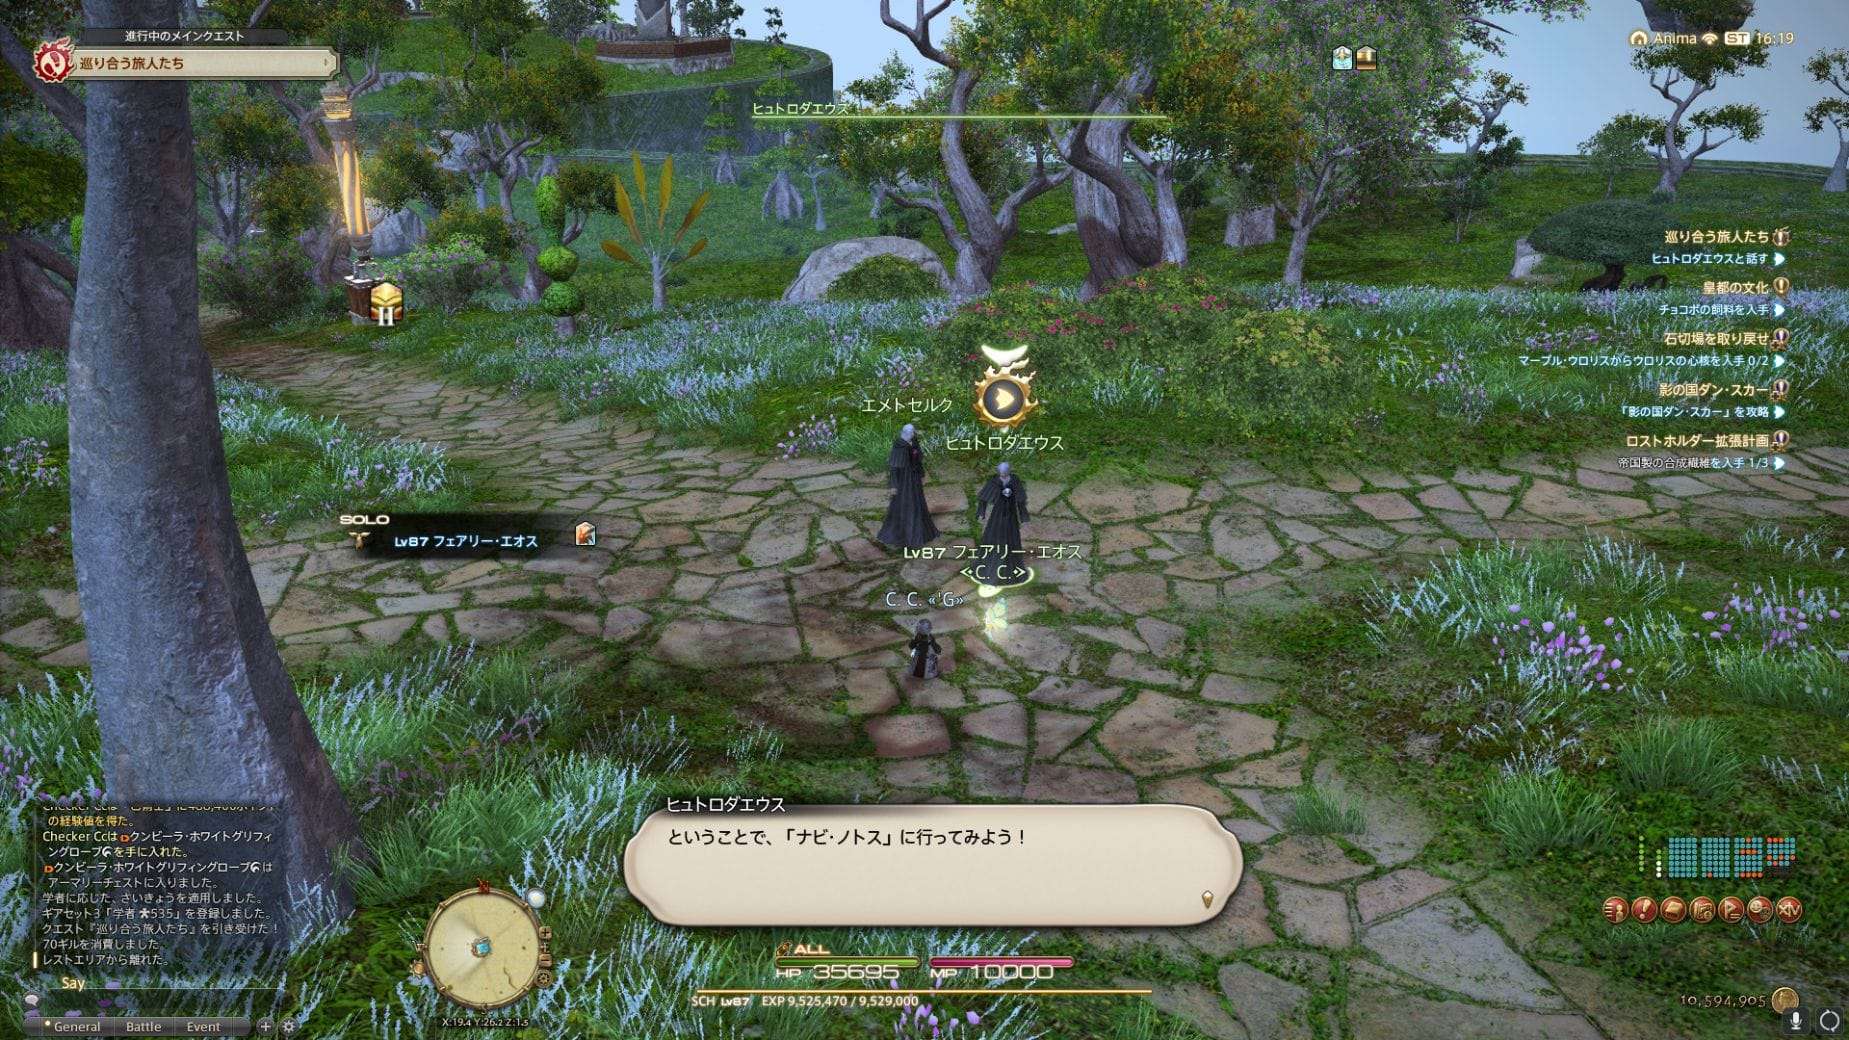 進行中のメインクエスト
巡り合う旅人たち
Anima ST 16:19
ヒュトロダエウス
巡り合う旅人たち
ヒュトロダエウスと話す
皇都の文化
チョコボの飼料を入手
石切場を取り戻せ
マーブル・ウロリスからウロリスの心核を入手 0/2
影の国ダン・スカー
「影の国ダン・スカー」を攻略
ロストホルダー拡張計画
帝国製の合成繊維を入手 1/3
II
エメトセルク
ヒュトロダエウス
SOLO
Lv87 フェアリー・エオス
Lv87 フェアリー・エオス
«C. C.»
C. C. «'G»
ヒュトロダエウス
ということで、「ナビ・ノトス」に行ってみよう！
の経験値を得た。
Checker Ccは クンビーラ・ホワイトグリフィ
ングローブを手に入れた。
クンビーラ・ホワイトグリフィングローブは
アーマリーチェストに入りました。
学者に応じた、さいきょうを適用しました。
ギアセット3「学者 ★535」を登録しました。
クエスト『巡り合う旅人たち』を引き受けた！
70ギルを消費しました。
レストエリアから離れた。
Say
General Battle Event
N
X:19.4 Y:26.2 Z:1.5
ALL
HP 35695 MP 10000
SCH Lv87 EXP 9,525,470 / 9,529,000
XIV
10,594,905